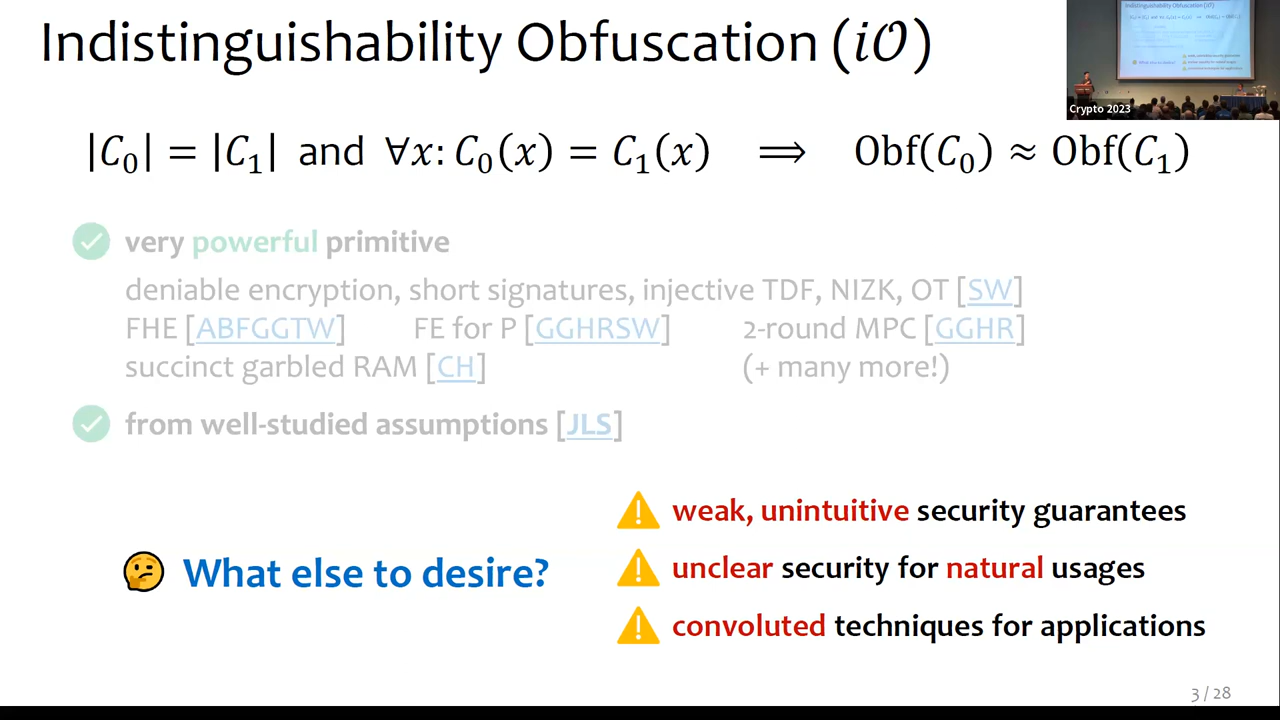 Indistinguishability Obfuscation (i𝒪)
Crypto 2023
|C₀| = |C₁| and ∀x: C₀(x) = C₁(x) ⟹ Obf(C₀) ≈ Obf(C₁)
very powerful primitive
deniable encryption, short signatures, injective TDF, NIZK, OT [SW]
FHE [ABFGGTW] FE for P [GGHRSW] 2-round MPC [GGHR]
succinct garbled RAM [CH] (+ many more!)
from well-studied assumptions [JLS]
What else to desire?
weak, unintuitive security guarantees
unclear security for natural usages
convoluted techniques for applications
3 / 28